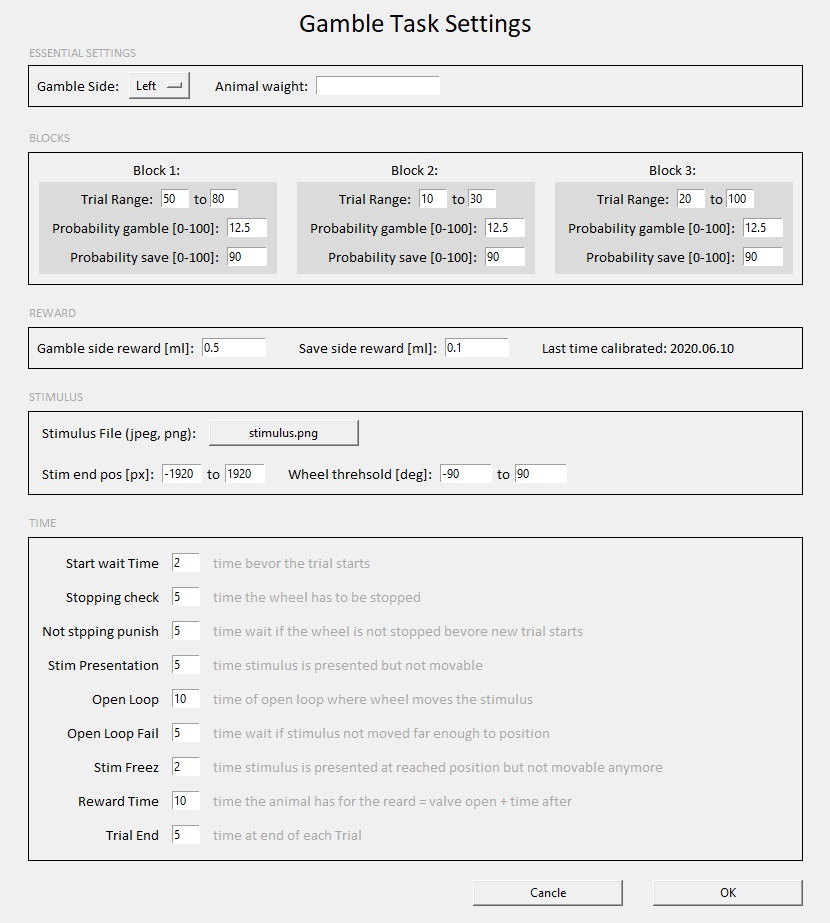 Gamble Task Settings
ESSENTIAL SETTINGS
Gamble Side: Left Animal waight:
BLOCKS
Block 1: Block 2: Block 3:
Trial Range: 50 to 80 Trial Range: 10 to 30 Trial Range: 20 to 100
Probability gamble [0-100]: 12.5 Probability gamble [0-100]: 12.5 Probability gamble [0-100]: 12.5
Probability save [0-100]: 90 Probability save [0-100]: 90 Probability save [0-100]: 90
REWARD
Gamble side reward [ml]: 0.5 Save side reward [ml]: 0.1 Last time calibrated: 2020.06.10
STIMULUS
Stimulus File (jpeg, png): stimulus.png
Stim end pos [px]: -1920 to 1920 Wheel threhsold [deg]: -90 to 90
TIME
Start wait Time 2 time bevor the trial starts
Stopping check 5 time the wheel has to be stopped
Not stpping punish 5 time wait if the wheel is not stopped bevore new trial starts
Stim Presentation 5 time stimulus is presented but not movable
Open Loop 10 time of open loop where wheel moves the stimulus
Open Loop Fail 5 time wait if stimulus not moved far enough to position
Stim Freez 2 time stimulus is presented at reached position but not movable anymore
Reward Time 10 time the animal has for the reard = valve open + time after
Trial End 5 time at end of each Trial
Cancle OK